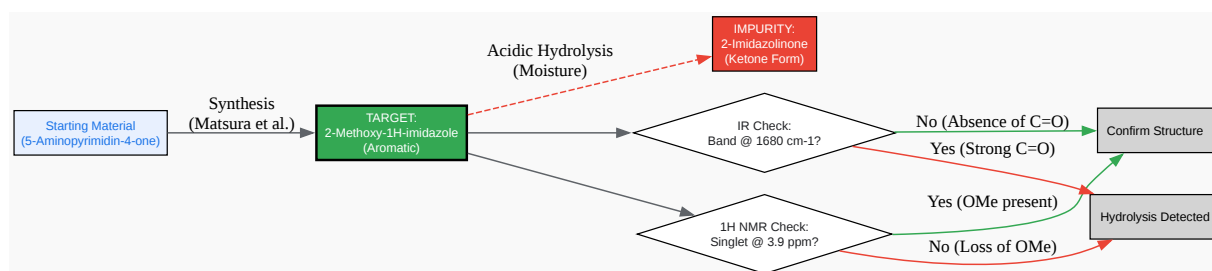 Starting Material
(5-Aminopyrimidin-4-one)
Synthesis
(Matsura et al.)
TARGET:
2-Methoxy-1H-imidazole
(Aromatic)
Acidic Hydrolysis
(Moisture)
IMPURITY:
2-Imidazolinone
(Ketone Form)
IR Check:
Band @ 1680 cm-1?
No (Absence of C=O)
Yes (Strong C=O)
Confirm Structure
1H NMR Check:
Singlet @ 3.9 ppm?
Yes (OMe present)
No (Loss of OMe)
Hydrolysis Detected